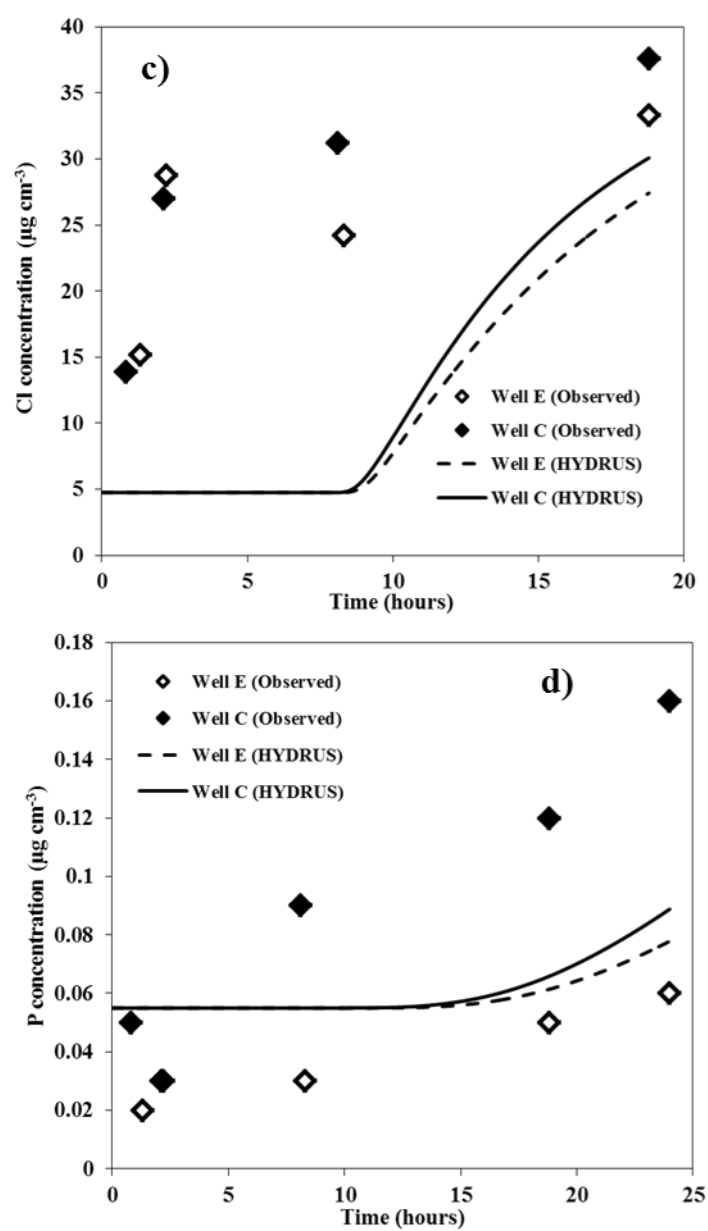 c)
40
35
30
25
20
15
10
5
0
Cl concentration (µg cm-3)
Well E (Observed)
Well C (Observed)
Well E (HYDRUS)
Well C (HYDRUS)
0 5 10 15 20
Time (hours)
d)
0.18
0.16
0.14
0.12
0.1
0.08
0.06
0.04
0.02
0
P concentration (µg cm-3)
Well E (Observed)
Well C (Observed)
Well E (HYDRUS)
Well C (HYDRUS)
0 5 10 15 20 25
Time (hours)